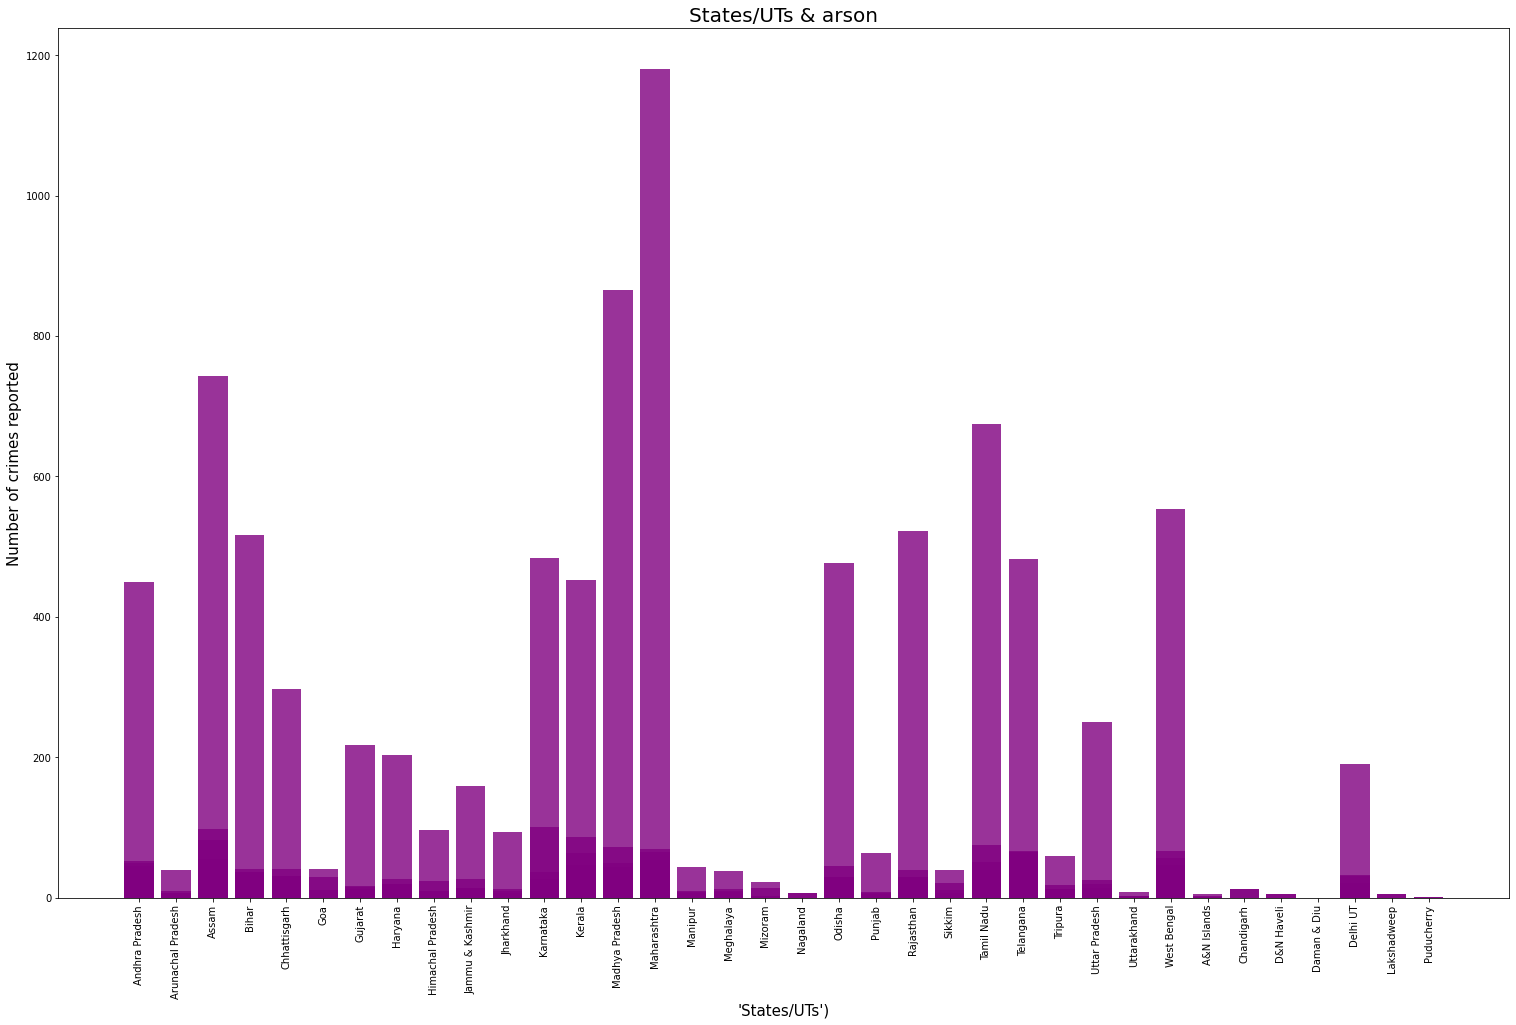 States/UTs & arson
Number of crimes reported
1200
1000
800
600
400
200
0
Andhra Pradesh
Arunachal Pradesh
Assam
Bihar
Chhattisgarh
Goa
Gujarat
Haryana
Himachal Pradesh
Jammu & Kashmir
Jharkhand
Karnataka
Kerala
Madhya Pradesh
Maharashtra
Manipur
Meghalaya
Mizoram
Nagaland
Odisha
Punjab
Rajasthan
Sikkim
Tamil Nadu
Telangana
Tripura
Uttar Pradesh
Uttarakhand
West Bengal
A&N Islands
Chandigarh
D&N Haveli
Daman & Diu
Delhi UT
Lakshadweep
Puducherry
'States/UTs')